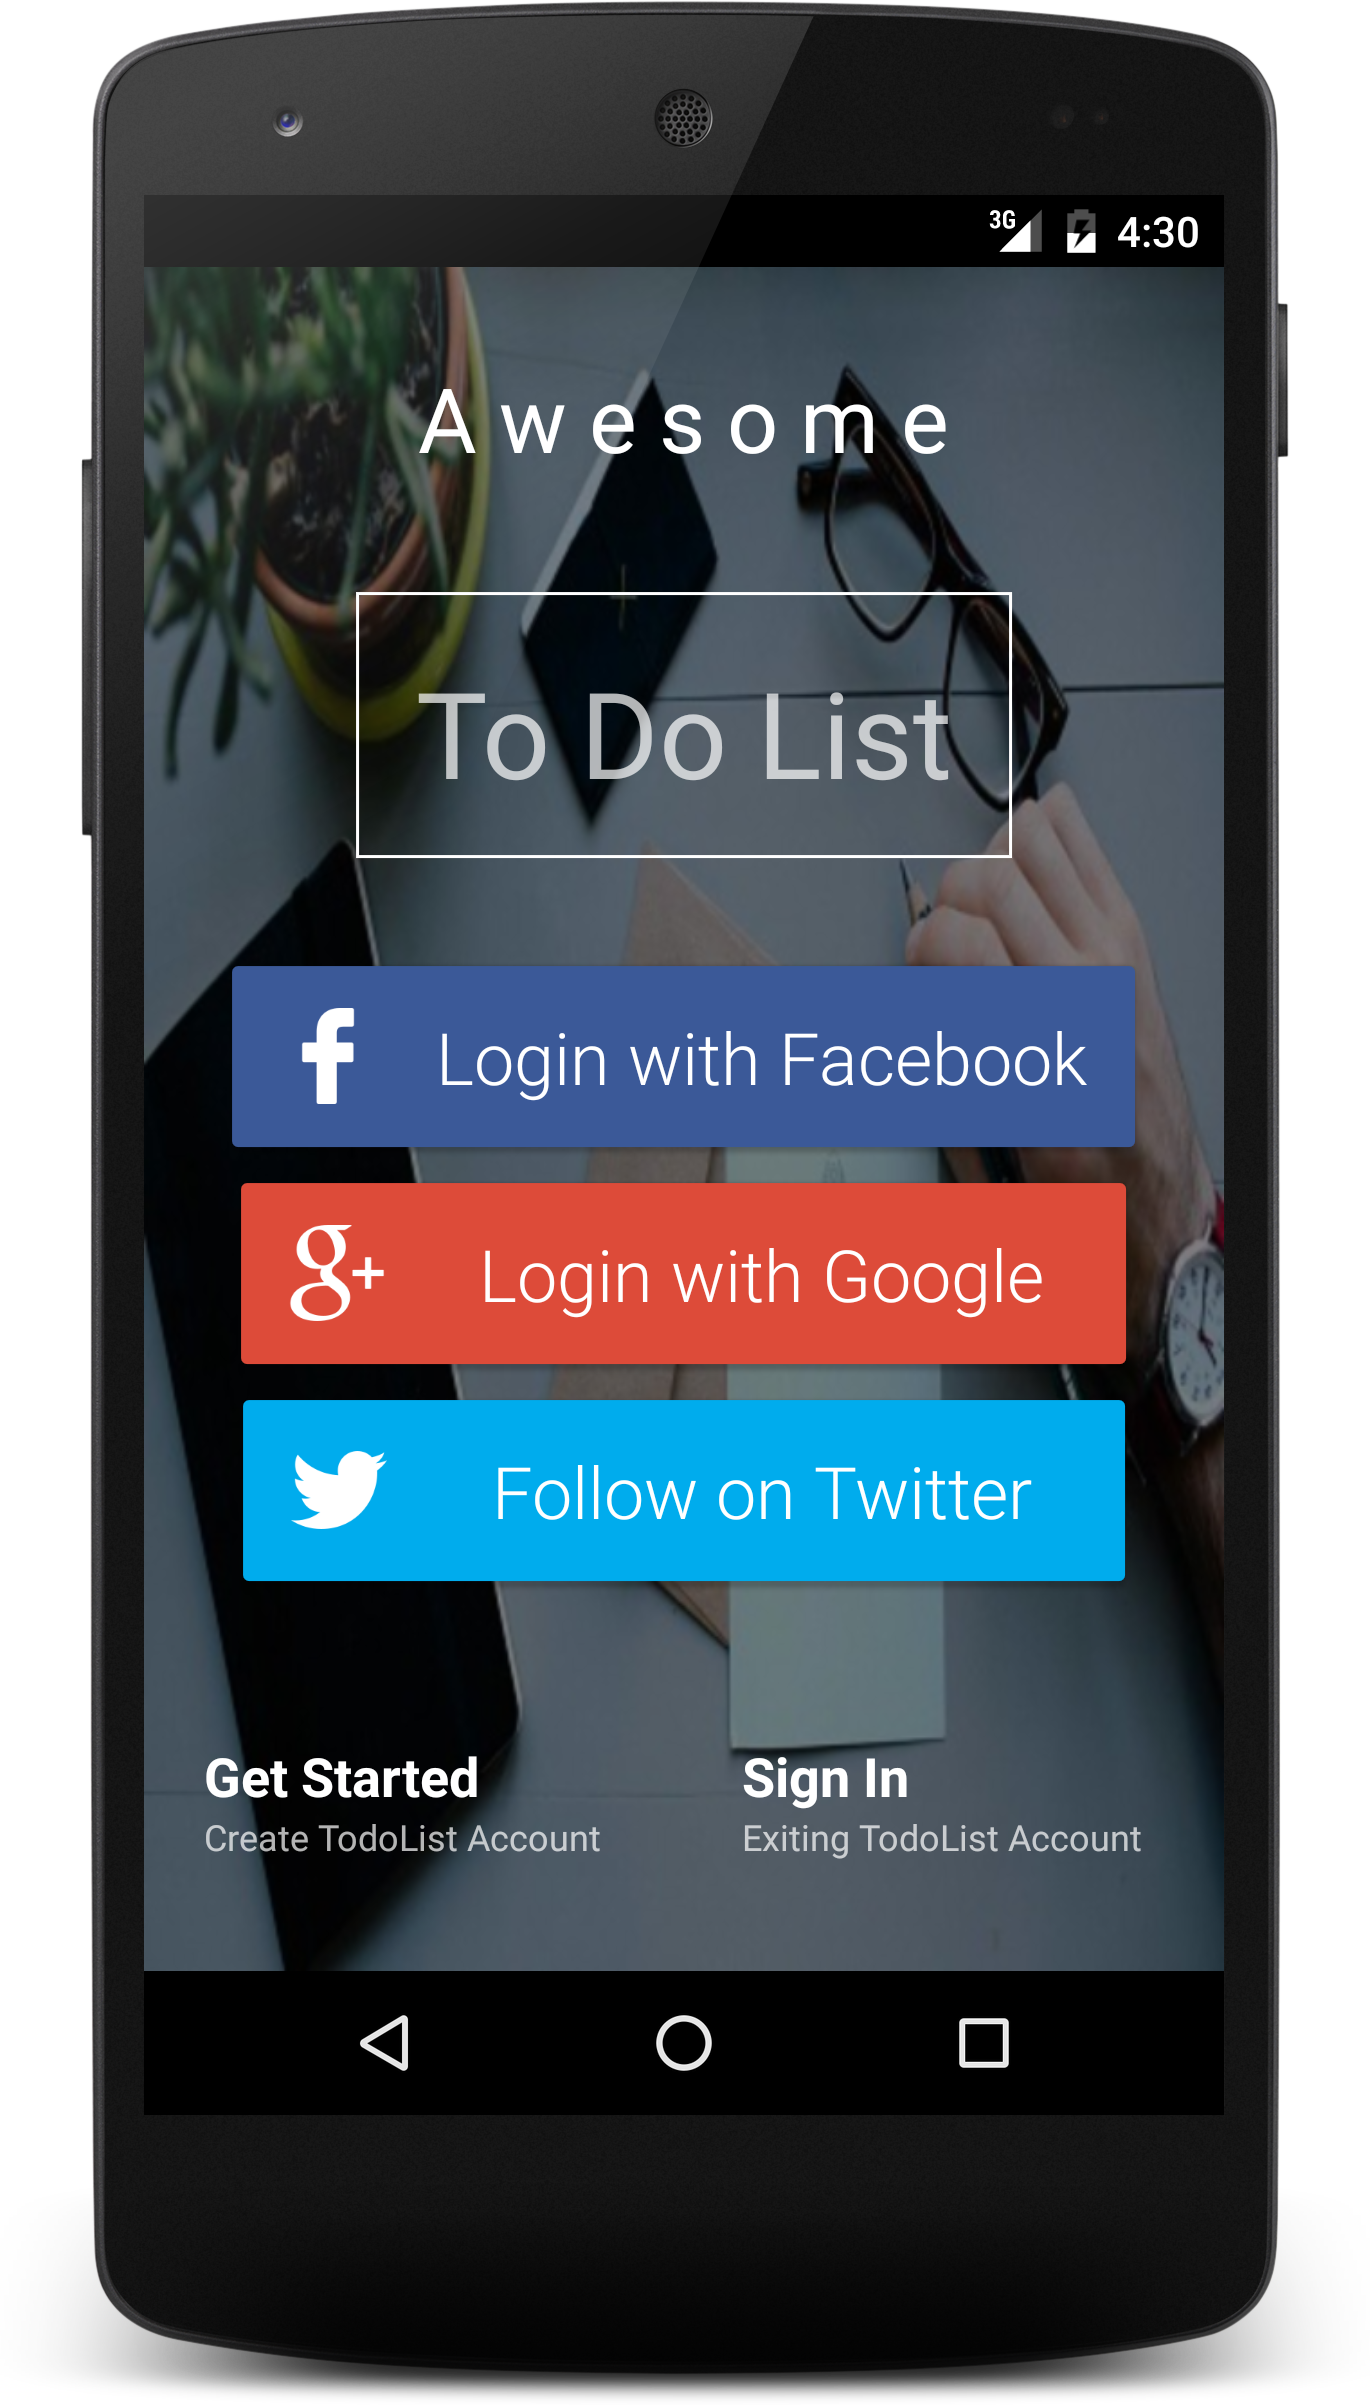 3G 4:30
Awesome
To Do List
Login with Facebook
g+ Login with Google
Follow on Twitter
Get Started
Create TodoList Account
Sign In
Exiting TodoList Account